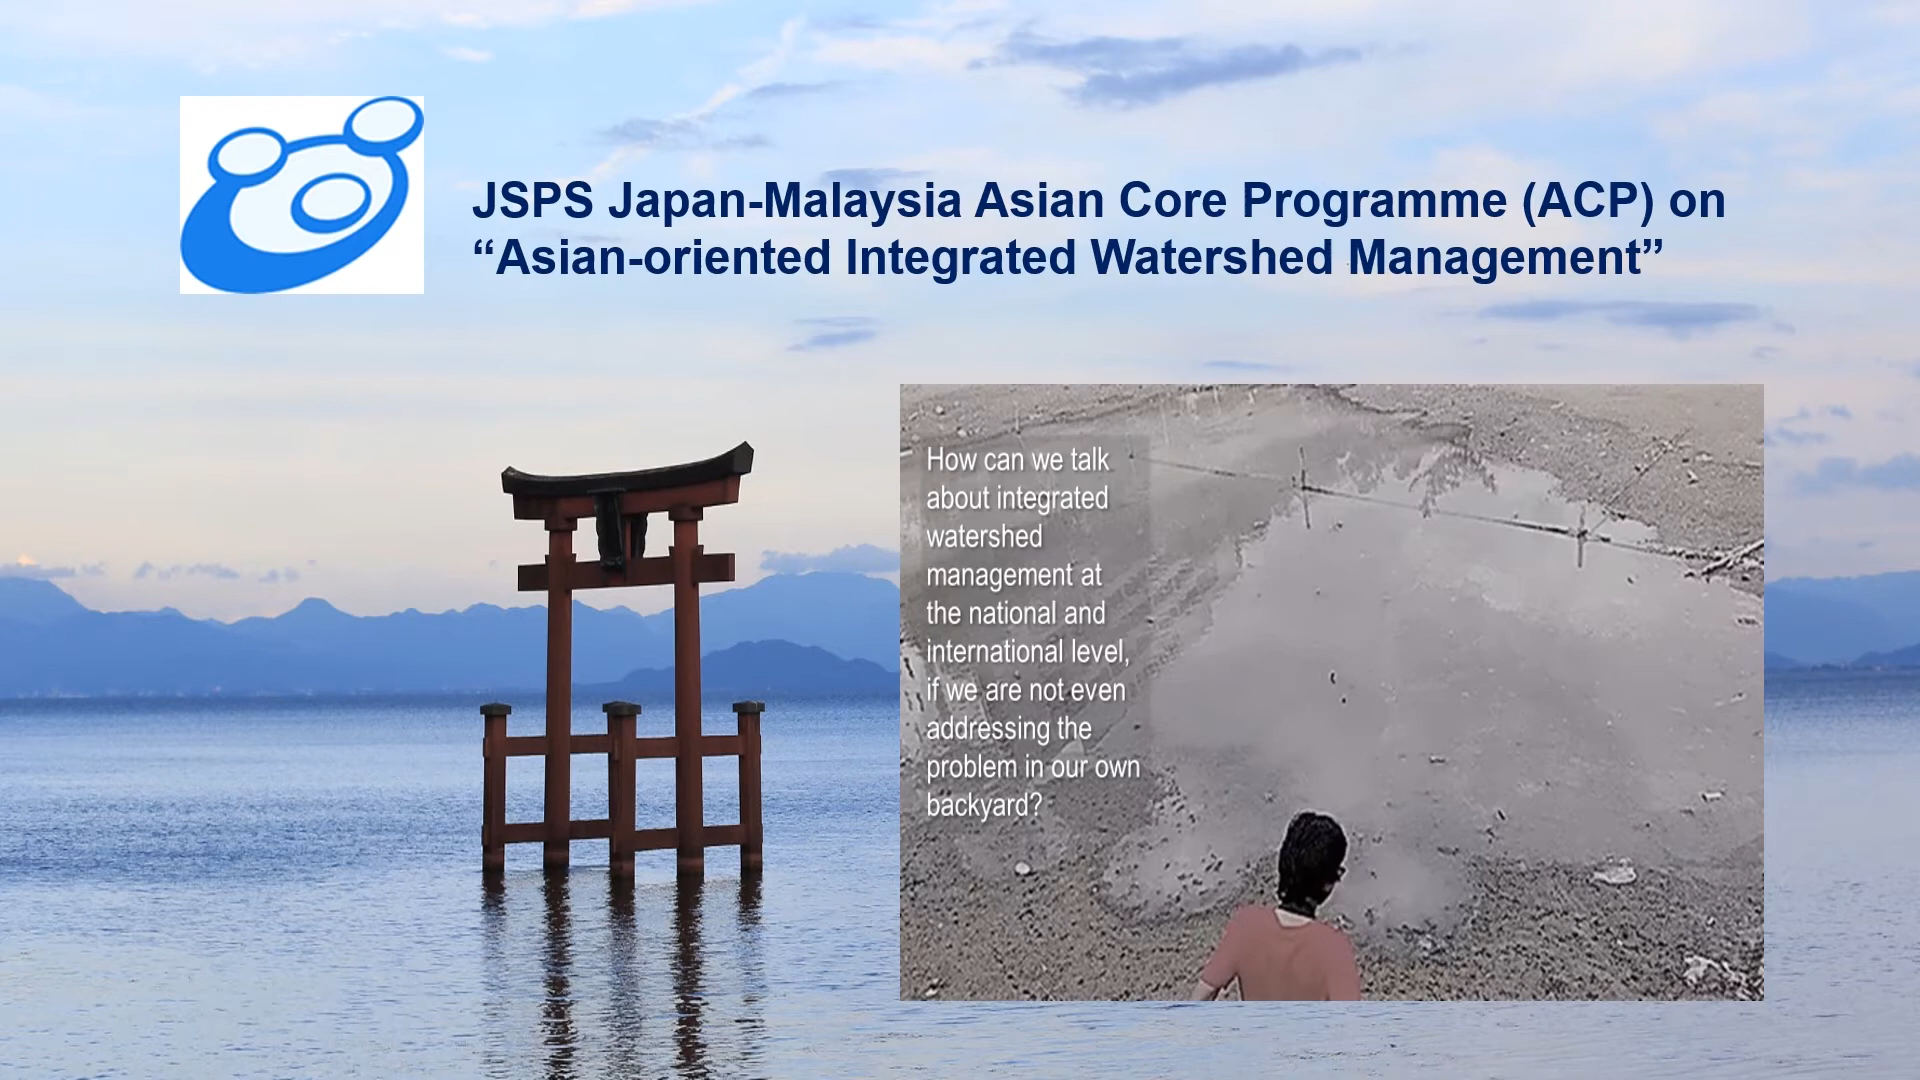 JSPS Japan-Malaysia Asian Core Programme (ACP) on
“Asian-oriented Integrated Watershed Management”
How can we talk
about integrated
watershed
management at
the national and
international level,
if we are not even
addressing the
problem in our own
backyard?